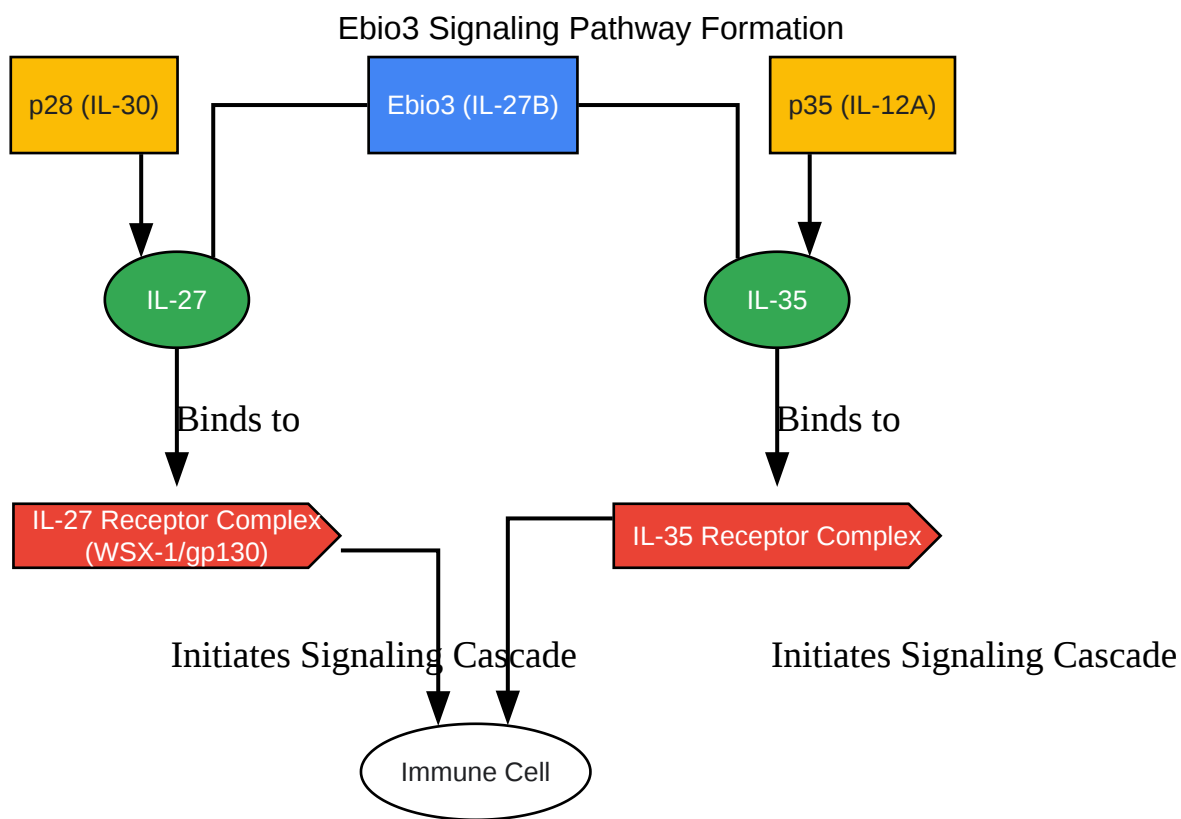 Ebio3 Signaling Pathway Formation
p28 (IL-30)
Ebio3 (IL-27B)
p35 (IL-12A)
IL-27
IL-35
Binds to
Binds to
IL-27 Receptor Complex
(WSX-1/gp130)
IL-35 Receptor Complex
Initiates Signaling Cascade
Initiates Signaling Cascade
Immune Cell